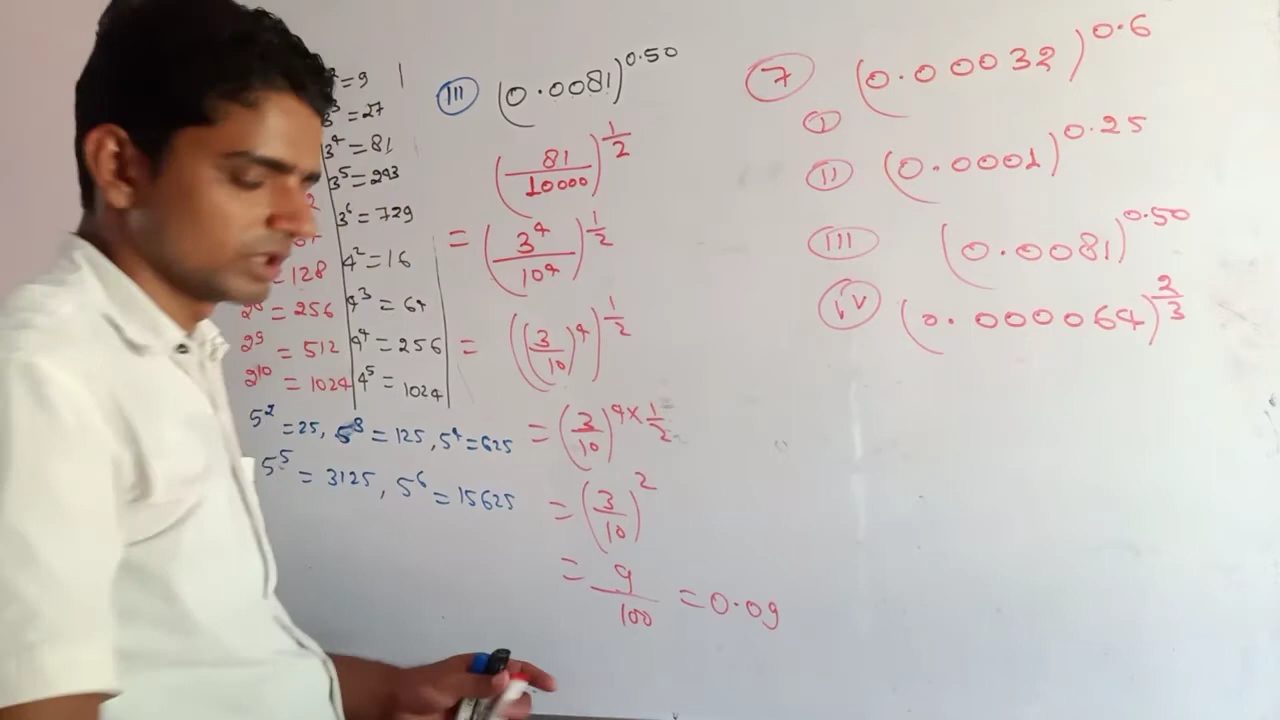 =9
3³ =27
3⁴ =81
3⁵ =243
3⁶ = 729
= 128
= 256
2⁹ = 512
2¹⁰ = 1024
4² =16
4³ = 64
4⁴ = 256
4⁵ = 1024
5² =25, 5³ =125, 5⁴ =625
5⁵ = 3125, 5⁶ =15625
III (0.0081)^0.50
(81/10000)^1/2
= (3⁴/10⁴)^1/2
= ((3/10)⁴)^1/2
= (3/10)^4×1/2
= (3/10)²
= 9/100 =0.09
7 (0.00032)^0.6
I
II (0.0001)^0.25
III (0.0081)^0.50
IV (0.000064)^2/3